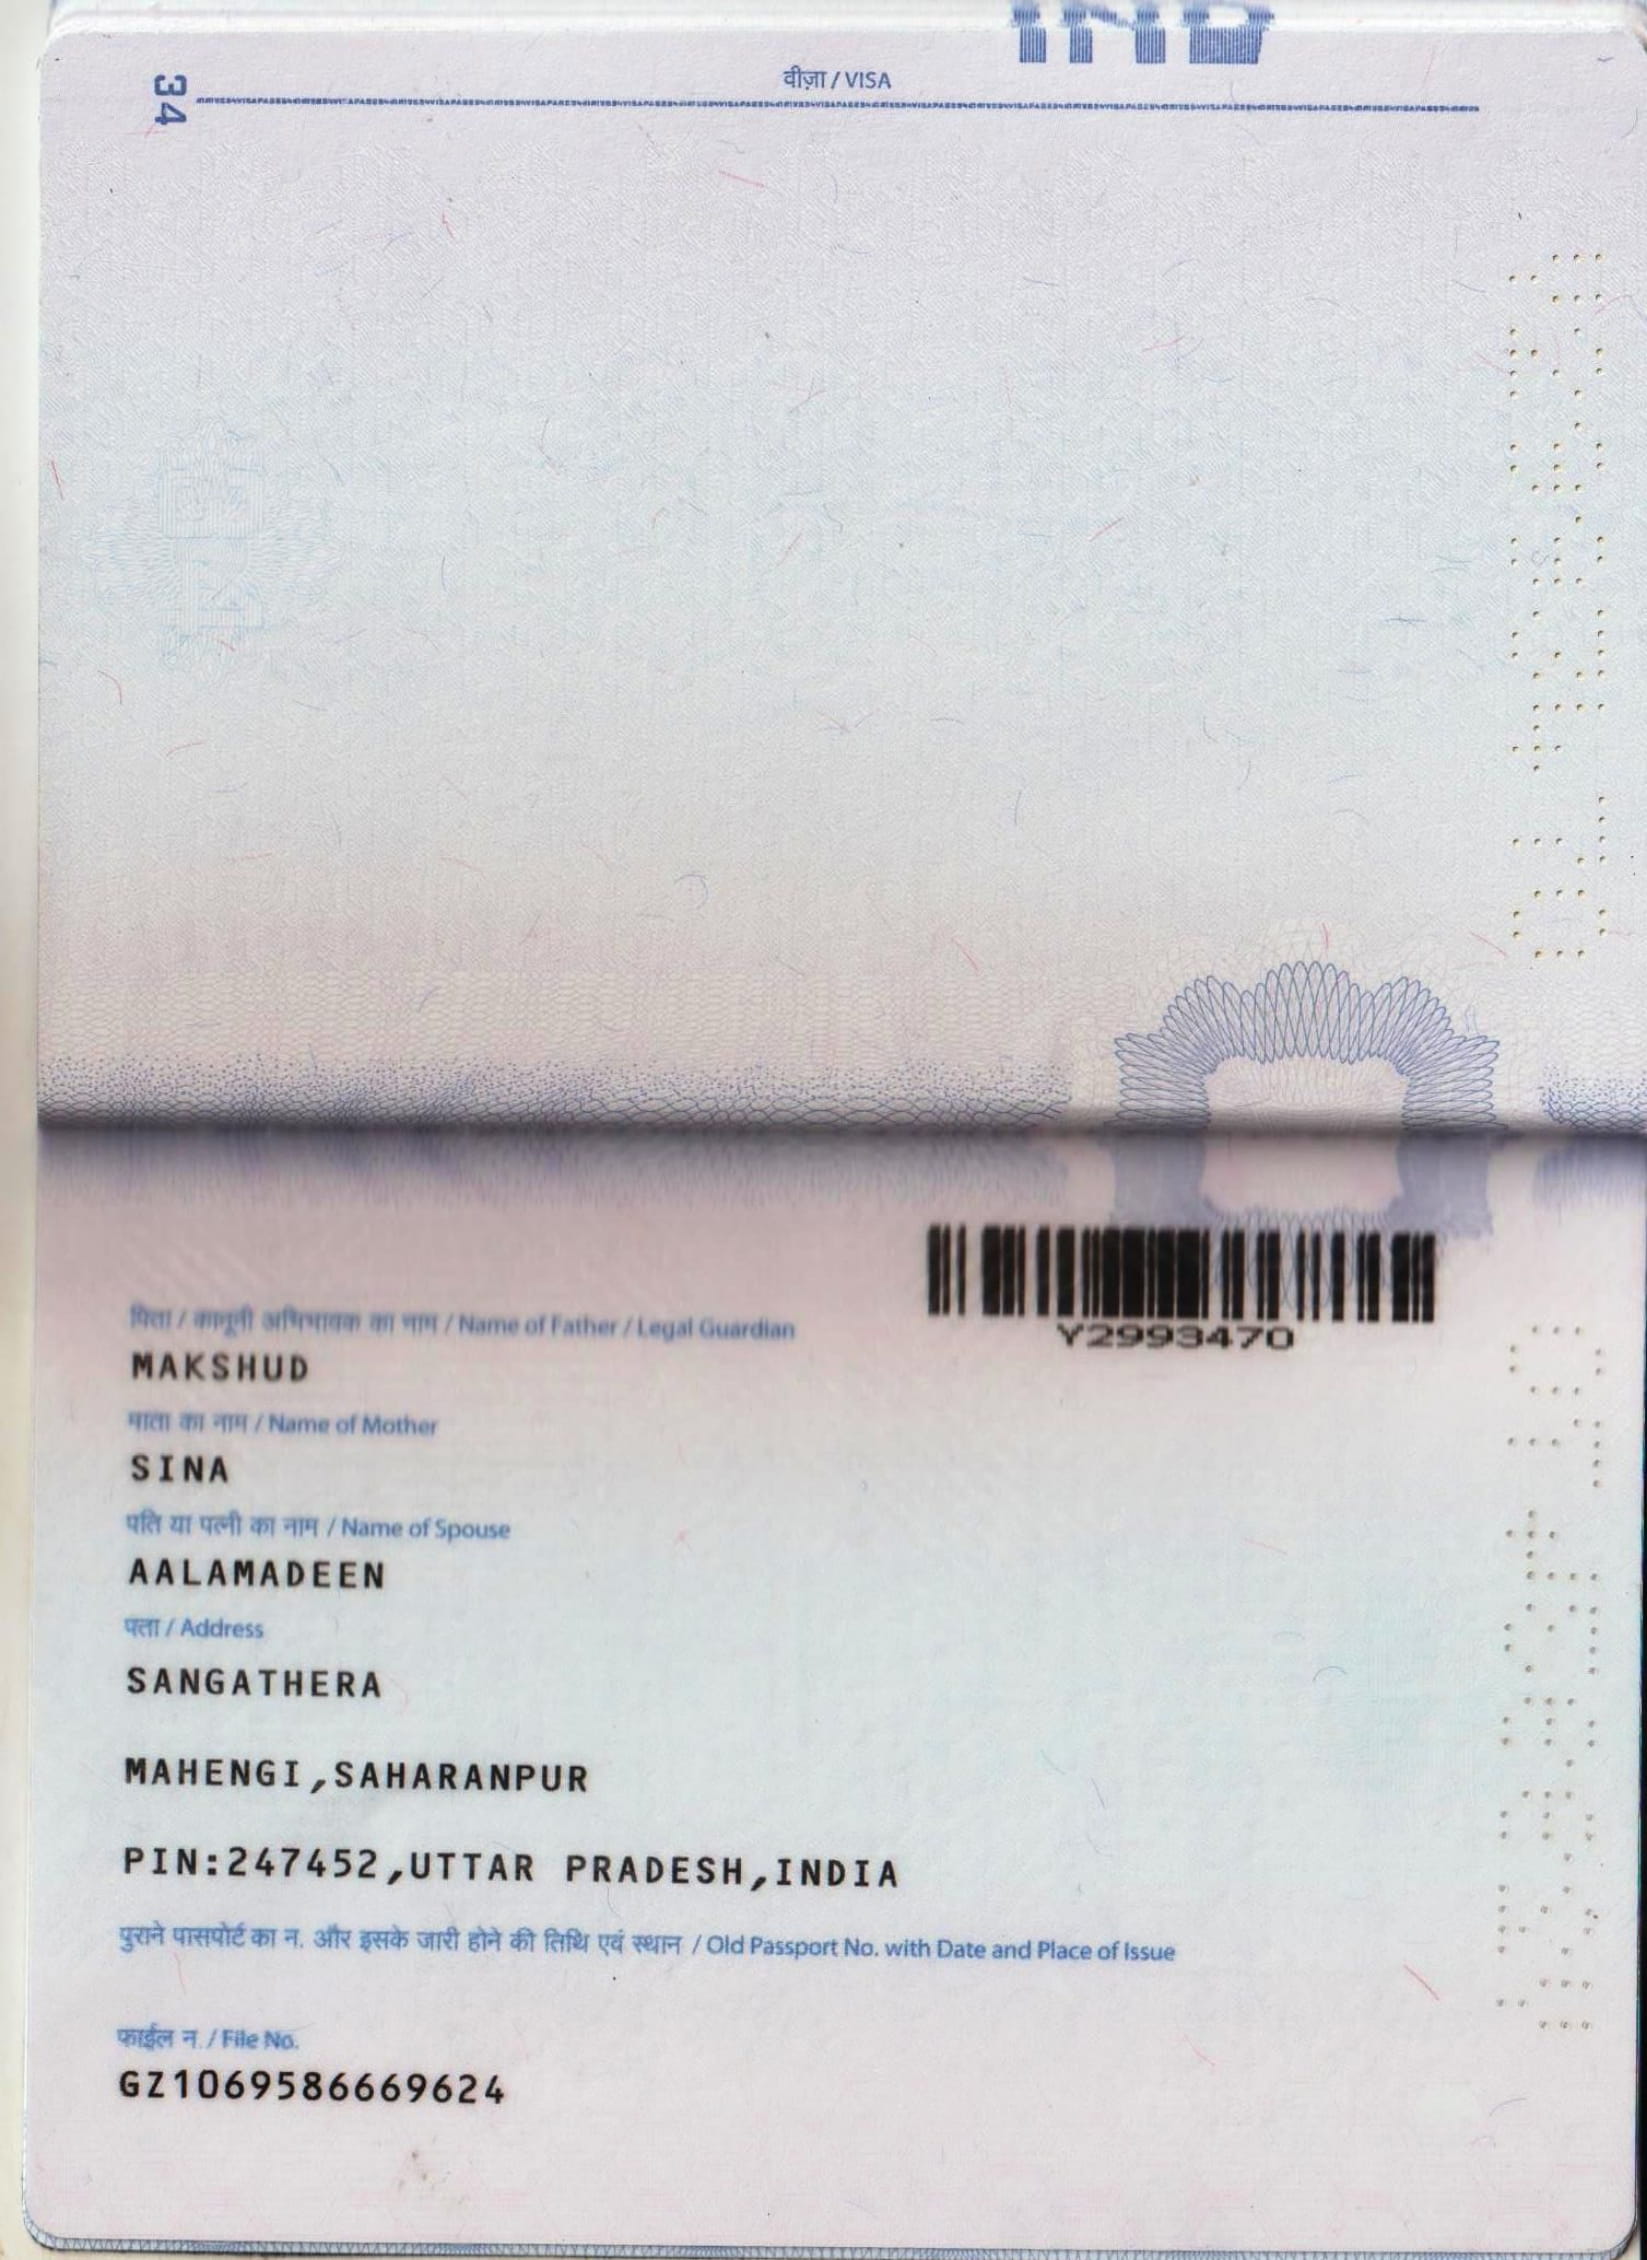 IND
34
वीज़ा / VISA
Y2993470
पिता / कानूनी अभिभावक का नाम / Name of Father / Legal Guardian
MAKSHUD
माता का नाम / Name of Mother
SINA
पति या पत्नी का नाम / Name of Spouse
AALAMADEEN
पता / Address
SANGATHERA
MAHENGI,SAHARANPUR
PIN:247452,UTTAR PRADESH,INDIA
पुराने पासपोर्ट का न. और इसके जारी होने की तिथि एवं स्थान / Old Passport No. with Date and Place of Issue
फाईल न. / File No.
GZ1069586669624